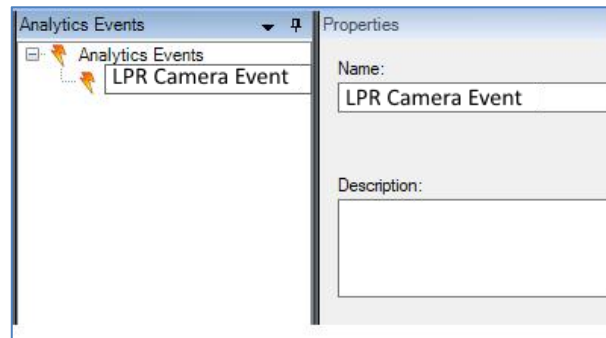 Analytics Events
Analytics Events
LPR Camera Event
Properties
Name:
LPR Camera Event
Description: